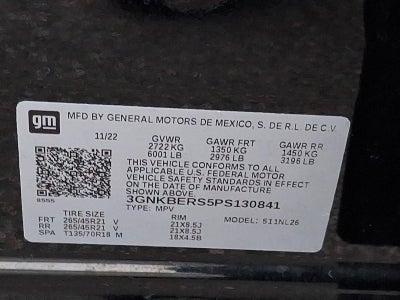 gm
MFD BY GENERAL MOTORS DE MEXICO, S. DE R.L. DE C.V.
11/22 GVWR GAWR FRT GAWR RR
2722 KG 1350 KG 1450 KG
6001 LB 2976 LB 3196 LB
THIS VEHICLE CONFORMS TO ALL
APPLICABLE U.S. FEDERAL MOTOR
VEHICLE SAFETY STANDARDS IN EFFECT
ON THE DATE OF MANUFACTURE
SHOWN ABOVE.
3GNKBERS5PS130841
TYPE: MPV
TIRE SIZE RIM MODEL: 511NL26
FRT 265/45R21 V 21X8.5J
RR 265/45R21 V 21X8.5J
SPA T135/70R18 M 18X4.5B